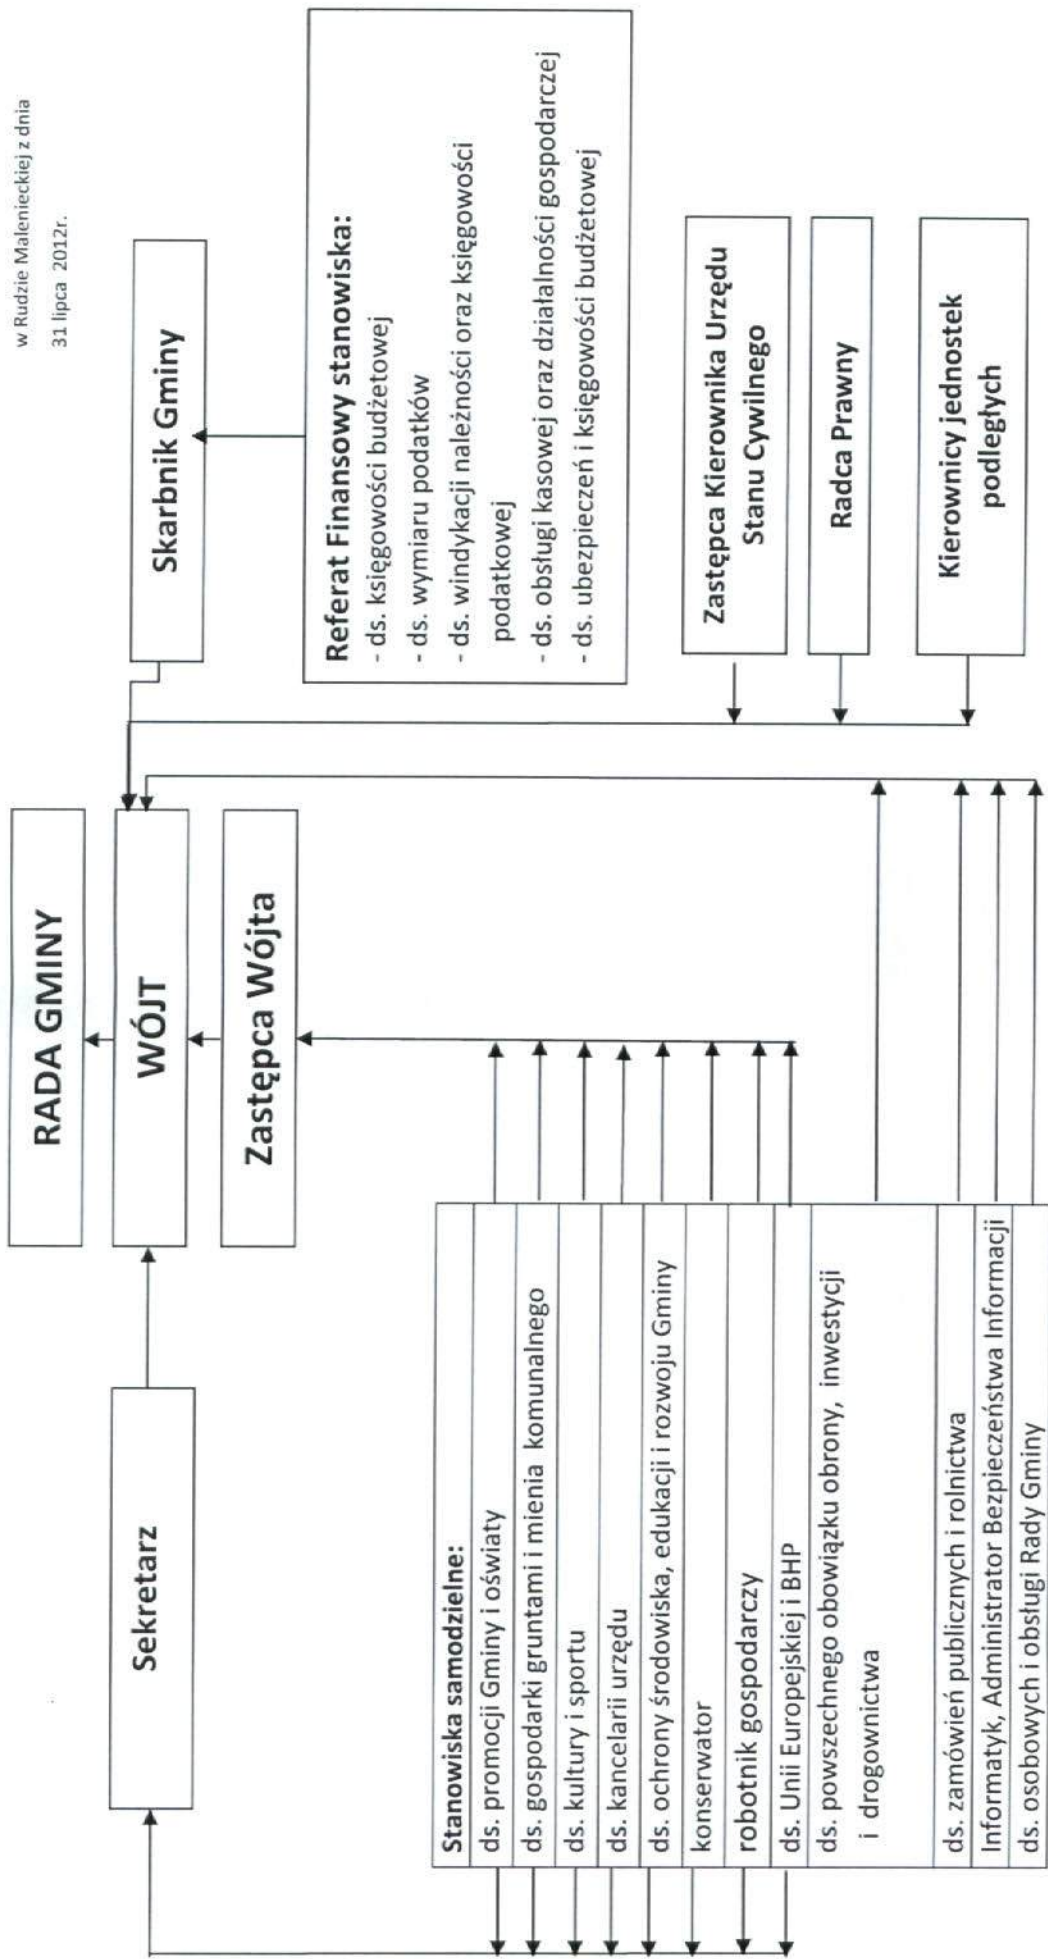 w Rudzie Malenieckiej z dnia
31 lipca 2012r.
RADA GMINY
Sekretarz
WÓJT
Skarbnik Gminy
Zastępca Wójta
Referat Finansowy stanowiska:
- ds. księgowości budżetowej
- ds. wymiaru podatków
- ds. windykacji należności oraz księgowości
podatkowej
- ds. obsługi kasowej oraz działalności gospodarczej
- ds. ubezpieczeń i księgowości budżetowej
Stanowiska samodzielne:
ds. promocji Gminy i oświaty
ds. gospodarki gruntami i mienia komunalnego
ds. kultury i sportu
ds. kancelarii urzędu
ds. ochrony środowiska, edukacji i rozwoju Gminy
konserwator
robotnik gospodarczy
ds. Unii Europejskiej i BHP
ds. powszechnego obowiązku obrony, inwestycji
i drogownictwa
ds. zamówień publicznych i rolnictwa
Informatyk, Administrator Bezpieczeństwa Informacji
ds. osobowych i obsługi Rady Gminy
Zastępca Kierownika Urzędu
Stanu Cywilnego
Radca Prawny
Kierownicy jednostek
podległych